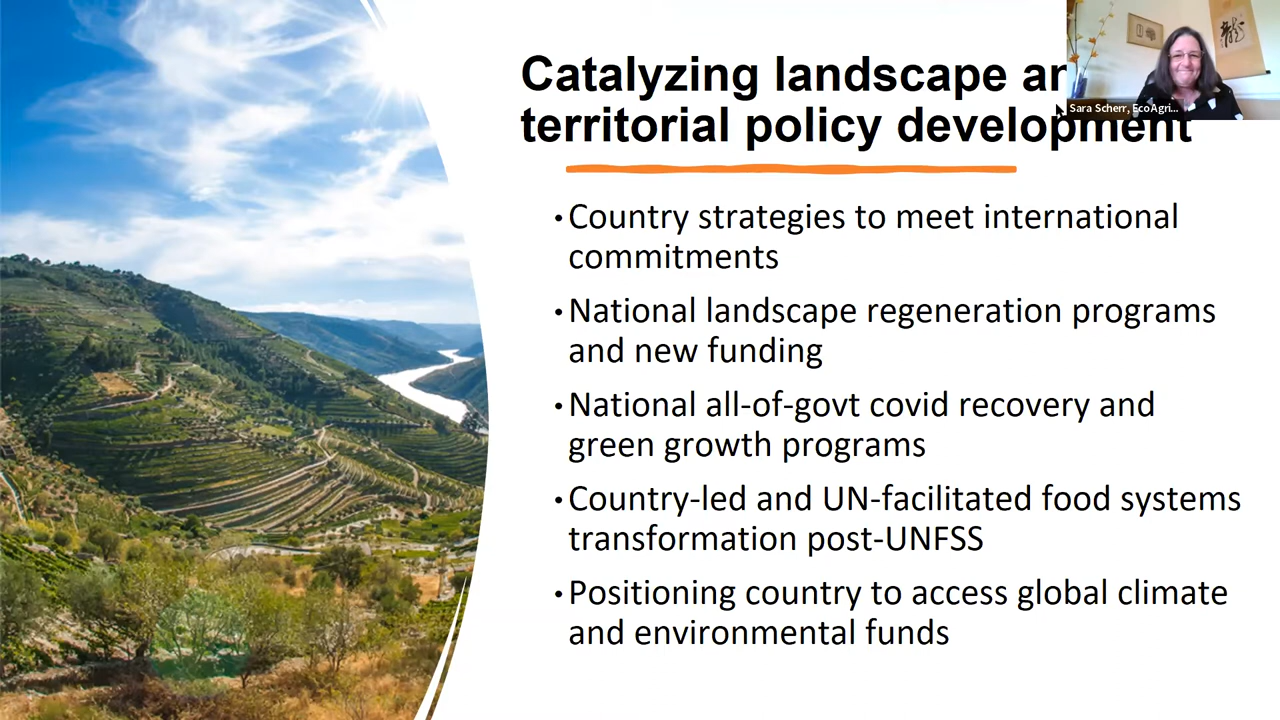 Catalyzing landscape an
territorial policy development
Sara Scherr, EcoAgri...
• Country strategies to meet international
commitments
• National landscape regeneration programs
and new funding
• National all-of-govt covid recovery and
green growth programs
• Country-led and UN-facilitated food systems
transformation post-UNFSS
• Positioning country to access global climate
and environmental funds